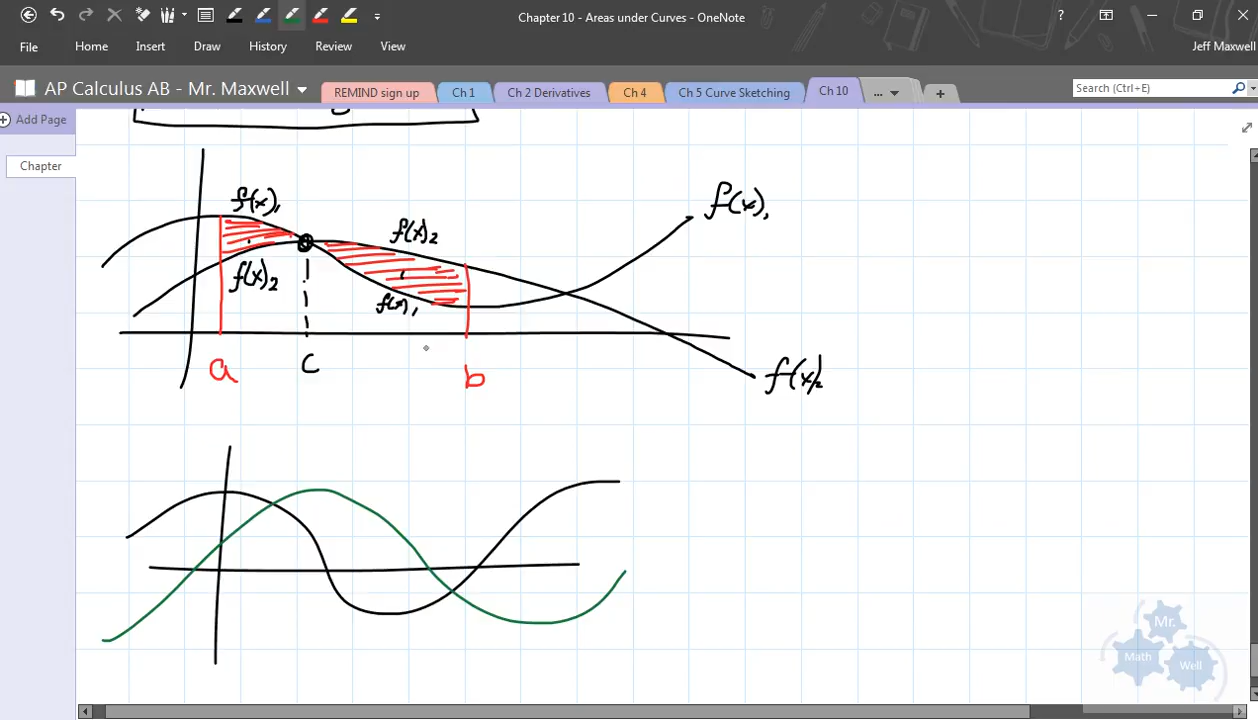 Chapter 10 - Areas under Curves - OneNote
?
File
Home
Insert
Draw
History
Review
View
Jeff Maxwell
AP Calculus AB - Mr. Maxwell
REMIND sign up
Ch 1
Ch 2 Derivatives
Ch 4
Ch 5 Curve Sketching
Ch 10
...
Search (Ctrl+E)
Add Page
Chapter
f(x)₁
f(x)₁
f(x)₂
f(x)₂
f(x)₁
a
c
b
f(x)₂
Mr.
Math
Well